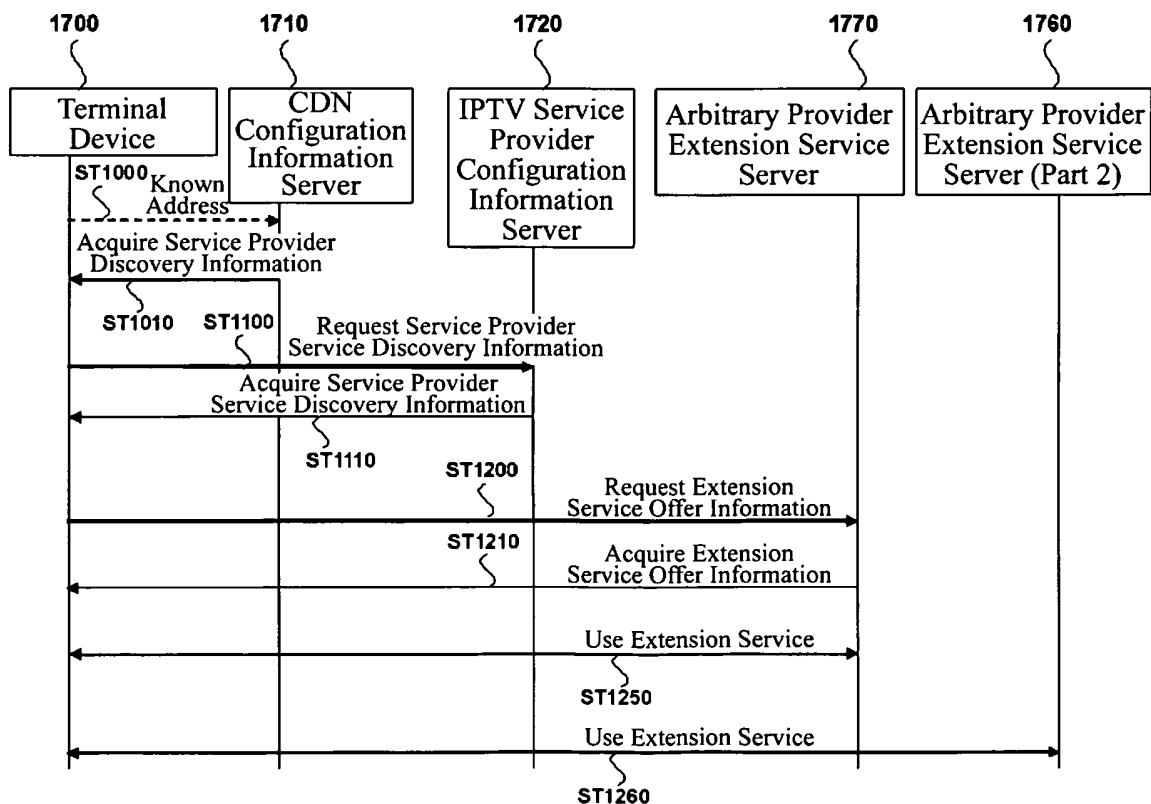 1700
1710
1720
1770
1760
Terminal
Device
CDN
Configuration
Information
Server
IPTV Service
Provider
Configuration
Information
Server
Arbitrary Provider
Extension Service
Server
Arbitrary Provider
Extension Service
Server (Part 2)
ST1000
Known
Address
Acquire Service Provider
Discovery Information
ST1010
ST1100
Request Service Provider
Service Discovery Information
Acquire Service Provider
Service Discovery Information
ST1110
ST1200
Request Extension
Service Offer Information
ST1210
Acquire Extension
Service Offer Information
Use Extension Service
ST1250
Use Extension Service
ST1260